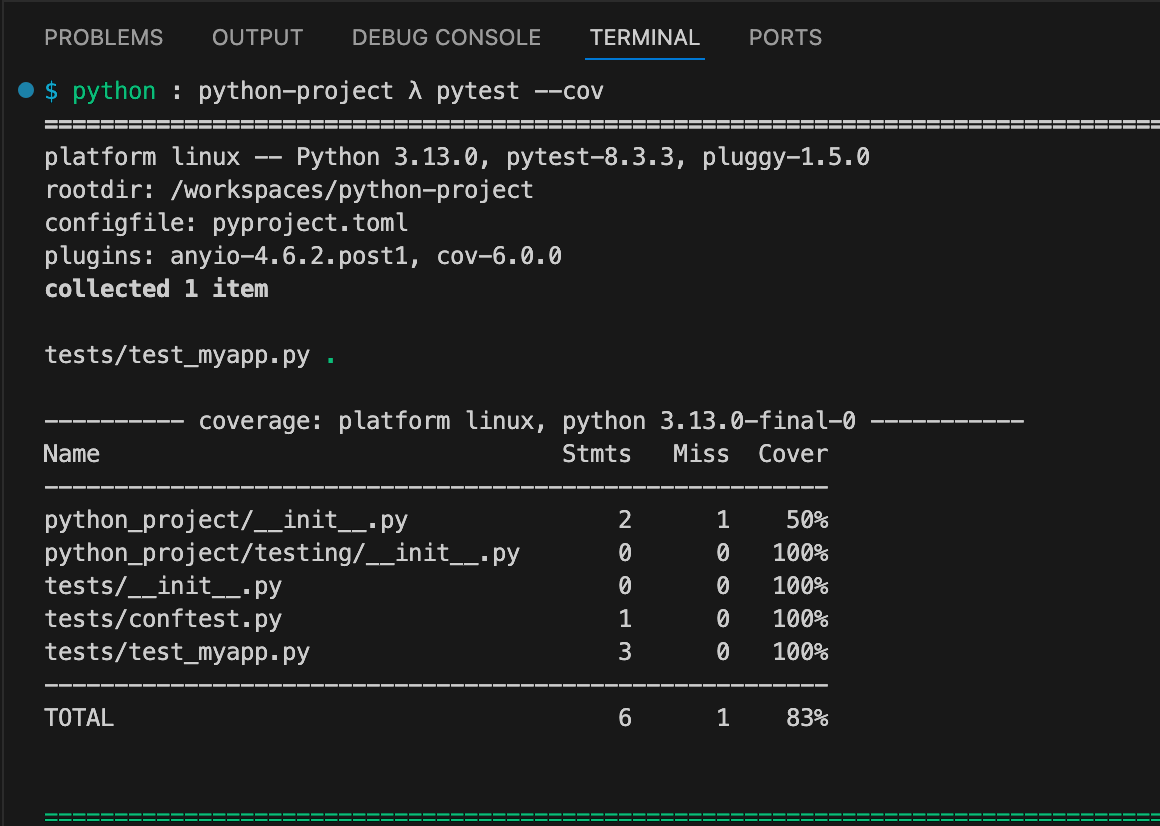 PROBLEMS OUTPUT DEBUG CONSOLE TERMINAL PORTS
$ python : python-project λ pytest --cov
===============================================================================
platform linux -- Python 3.13.0, pytest-8.3.3, pluggy-1.5.0
rootdir: /workspaces/python-project
configfile: pyproject.toml
plugins: anyio-4.6.2.post1, cov-6.0.0
collected 1 item
tests/test_myapp.py .
---------- coverage: platform linux, python 3.13.0-final-0 -----------
Name                                 Stmts   Miss  Cover
--------------------------------------------------------
python_project/__init__.py               2      1    50%
python_project/testing/__init__.py       0      0   100%
tests/__init__.py                        0      0   100%
tests/conftest.py                        1      0   100%
tests/test_myapp.py                      3      0   100%
--------------------------------------------------------
TOTAL                                    6      1    83%
===============================================================================